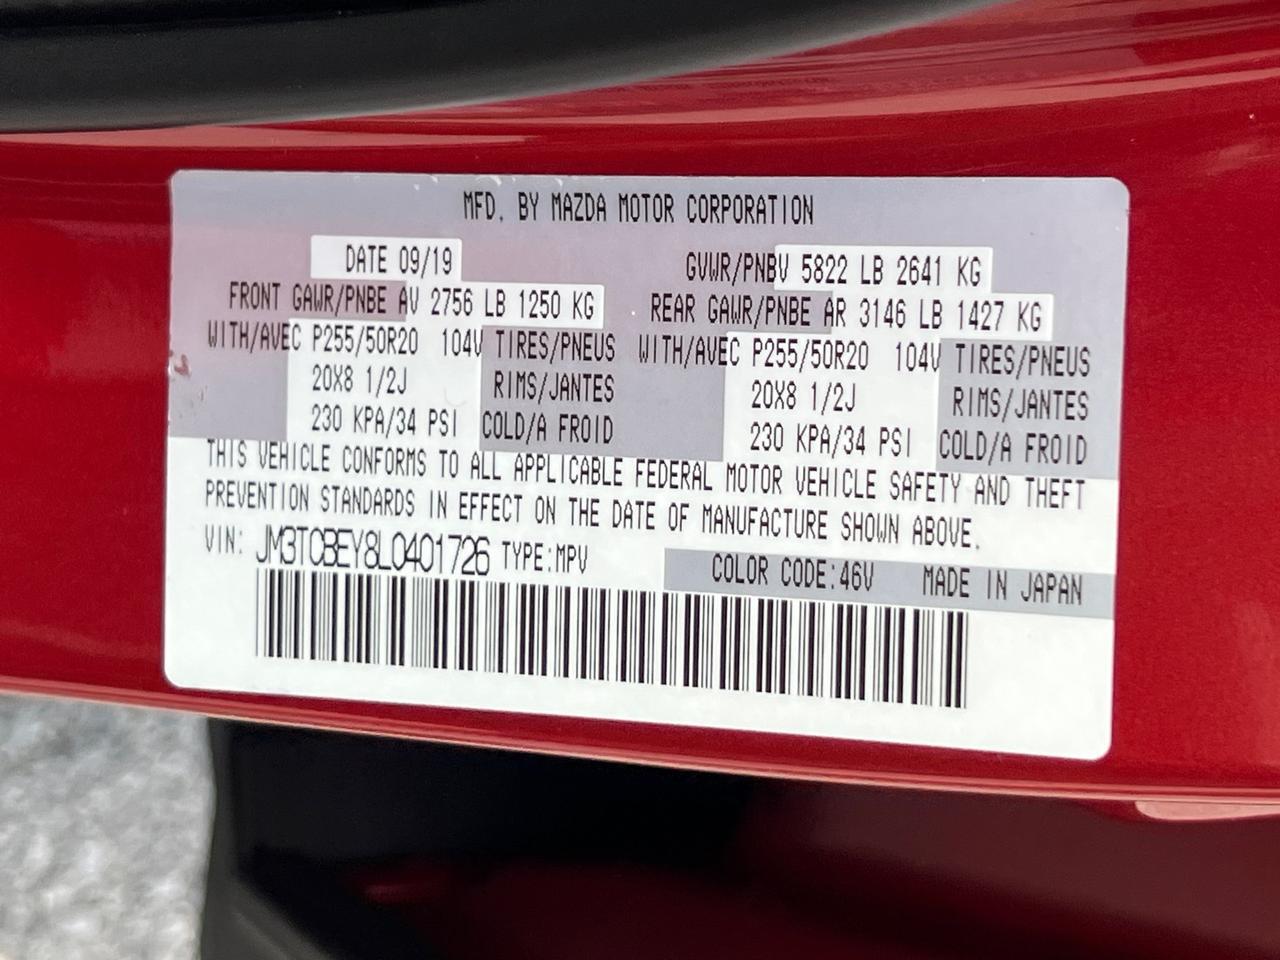 MFD. BY MAZDA MOTOR CORPORATION
DATE 09/19 GVWR/PNBV 5822 LB 2641 KG
FRONT GAWR/PNBE AV 2756 LB 1250 KG REAR GAWR/PNBE AR 3146 LB 1427 KG
WITH/AVEC P255/50R20 104V TIRES/PNEUS WITH/AVEC P255/50R20 104V TIRES/PNEUS
20X8 1/2J RIMS/JANTES 20X8 1/2J RIMS/JANTES
230 KPA/34 PSI COLD/A FROID 230 KPA/34 PSI COLD/A FROID
THIS VEHICLE CONFORMS TO ALL APPLICABLE FEDERAL MOTOR VEHICLE SAFETY AND THEFT
PREVENTION STANDARDS IN EFFECT ON THE DATE OF MANUFACTURE SHOWN ABOVE.
VIN: JM3TCBEY8L0401726 TYPE:MPV COLOR CODE:46V MADE IN JAPAN